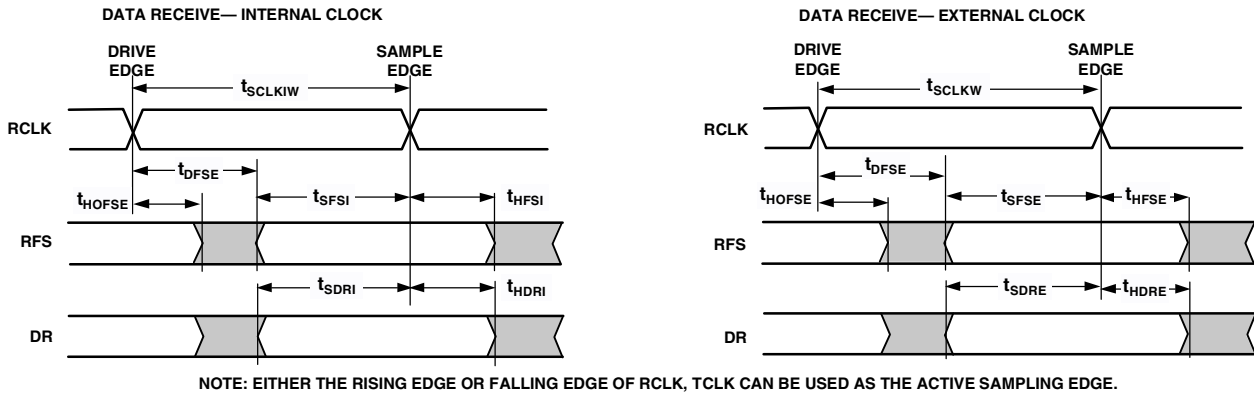 DATA RECEIVE— INTERNAL CLOCK
DRIVE
EDGE
SAMPLE
EDGE
tSCLKIW
RCLK
tDFSE
tHOFSE
tSFSI
tHFSI
RFS
tSDRI
tHDRI
DR
DATA RECEIVE— EXTERNAL CLOCK
DRIVE
EDGE
SAMPLE
EDGE
tSCLKW
RCLK
tDFSE
tHOFSE
tSFSE
tHFSE
RFS
tSDRE
tHDRE
DR
NOTE: EITHER THE RISING EDGE OR FALLING EDGE OF RCLK, TCLK CAN BE USED AS THE ACTIVE SAMPLING EDGE.